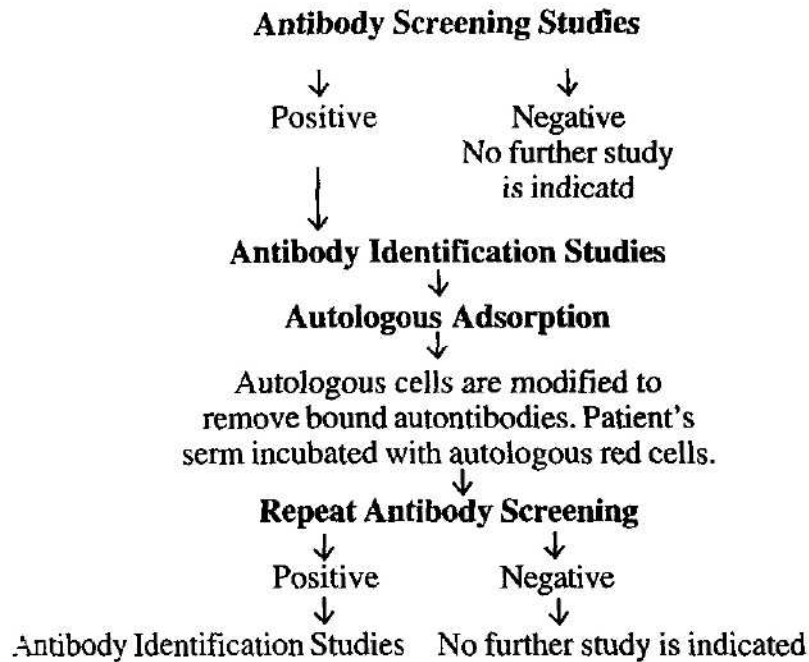 Antibody Screening Studies
Positive Negative
No further study
is indicatd
Antibody Identification Studies
Autologous Adsorption
Autologous cells are modified to
remove bound autontibodies. Patient's
serm incubated with autologous red cells.
Repeat Antibody Screening
Positive Negative
Antibody Identification Studies No further study is indicated